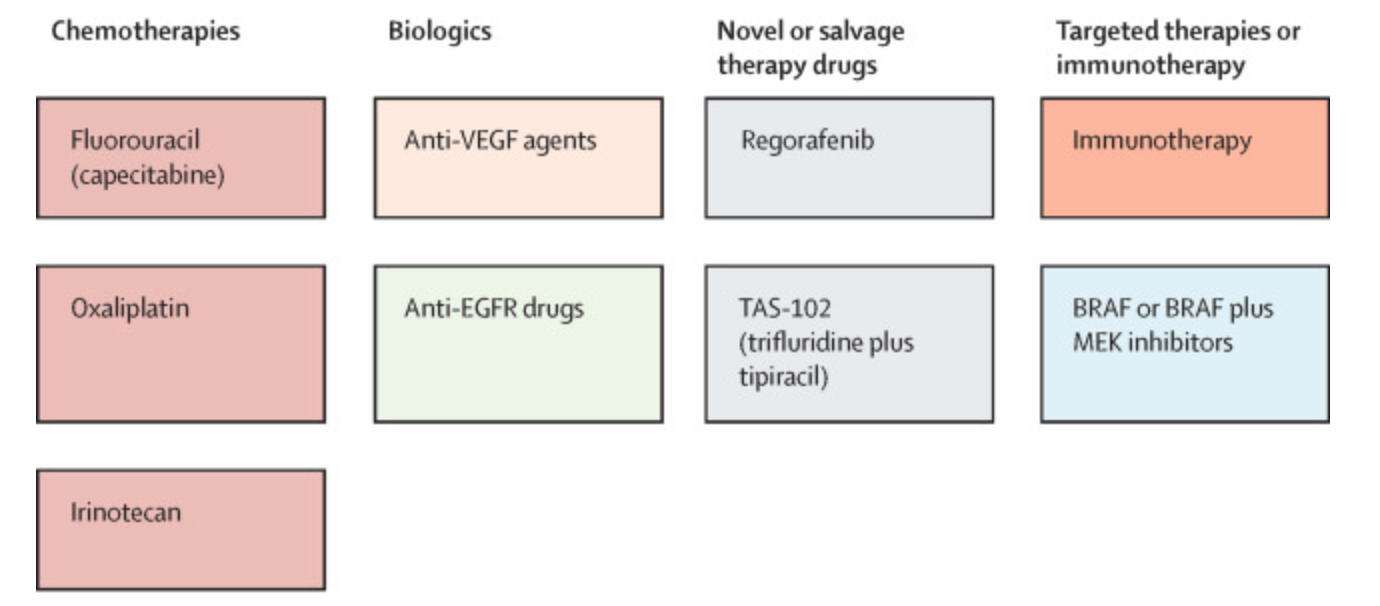 Chemotherapies
Biologics
Novel or salvage
therapy drugs
Targeted therapies or
immunotherapy
Fluorouracil
(capecitabine)
Anti-VEGF agents
Regorafenib
Immunotherapy
Oxaliplatin
Anti-EGFR drugs
TAS-102
(trifluridine plus
tipiracil)
BRAF or BRAF plus
MEK inhibitors
Irinotecan